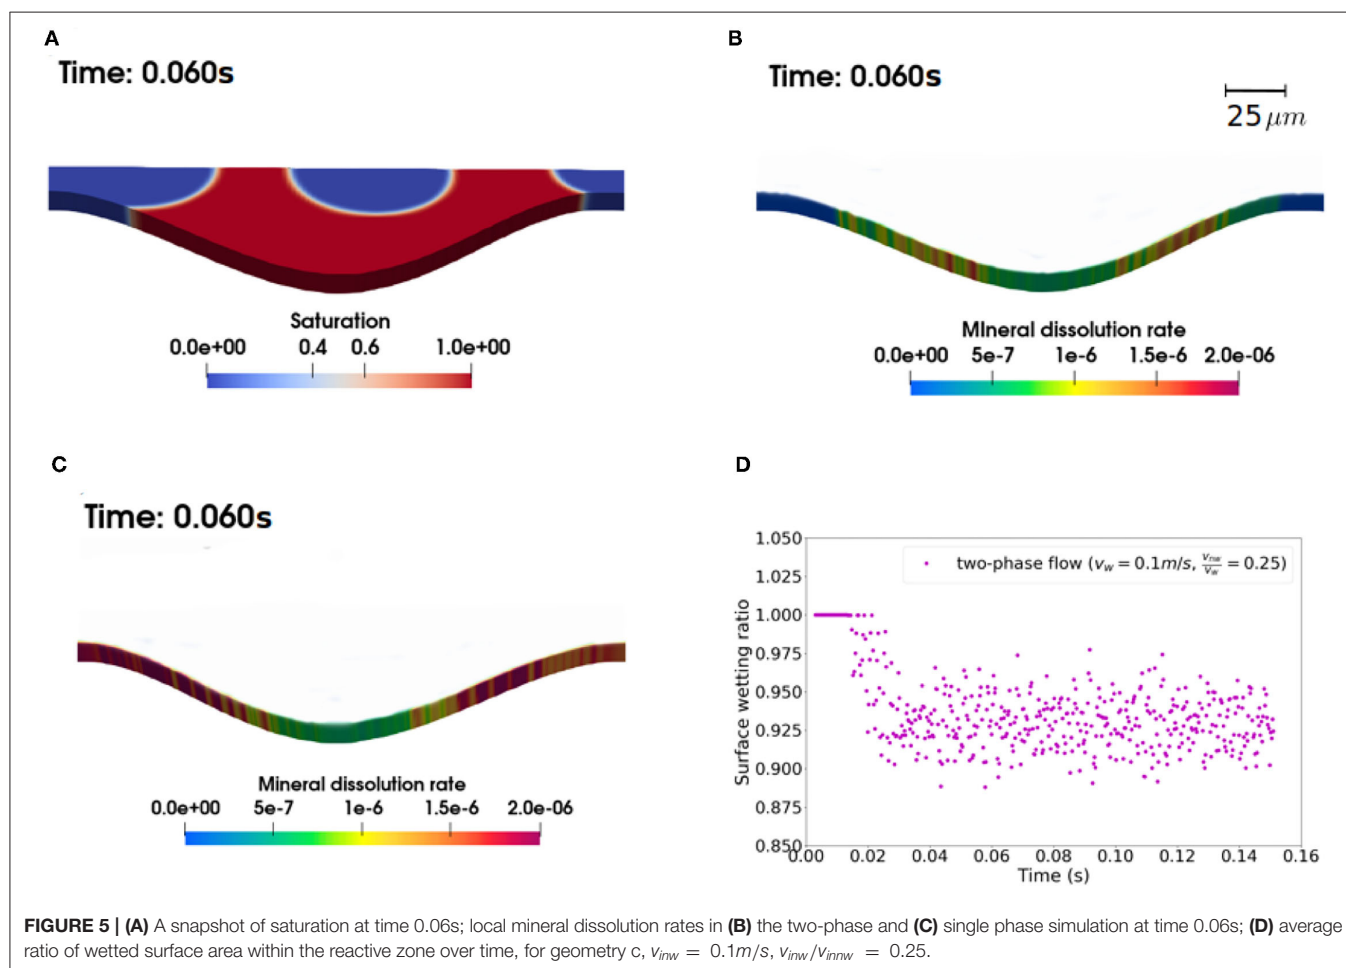 A
Time: 0.060s
Saturation
0.0e+00 0.4 0.6 1.0e+00
B
Time: 0.060s
25 μm
MIneral dissolution rate
0.0e+00 5e-7 1e-6 1.5e-6 2.0e-06
C
Time: 0.060s
Mineral dissolution rate
0.0e+00 5e-7 1e-6 1.5e-6 2.0e-06
D
1.050
1.025
1.000
0.975
0.950
0.925
0.900
0.875
0.850
Surface wetting ratio
two-phase flow (v_w = 0.1m/s, v_nw/v_w = 0.25)
0.00 0.02 0.04 0.06 0.08 0.10 0.12 0.14 0.16
Time (s)
FIGURE 5 | (A) A snapshot of saturation at time 0.06s; local mineral dissolution rates in (B) the two-phase and (C) single phase simulation at time 0.06s; (D) average
ratio of wetted surface area within the reactive zone over time, for geometry c, v_inw = 0.1m/s, v_inw/v_innw = 0.25.